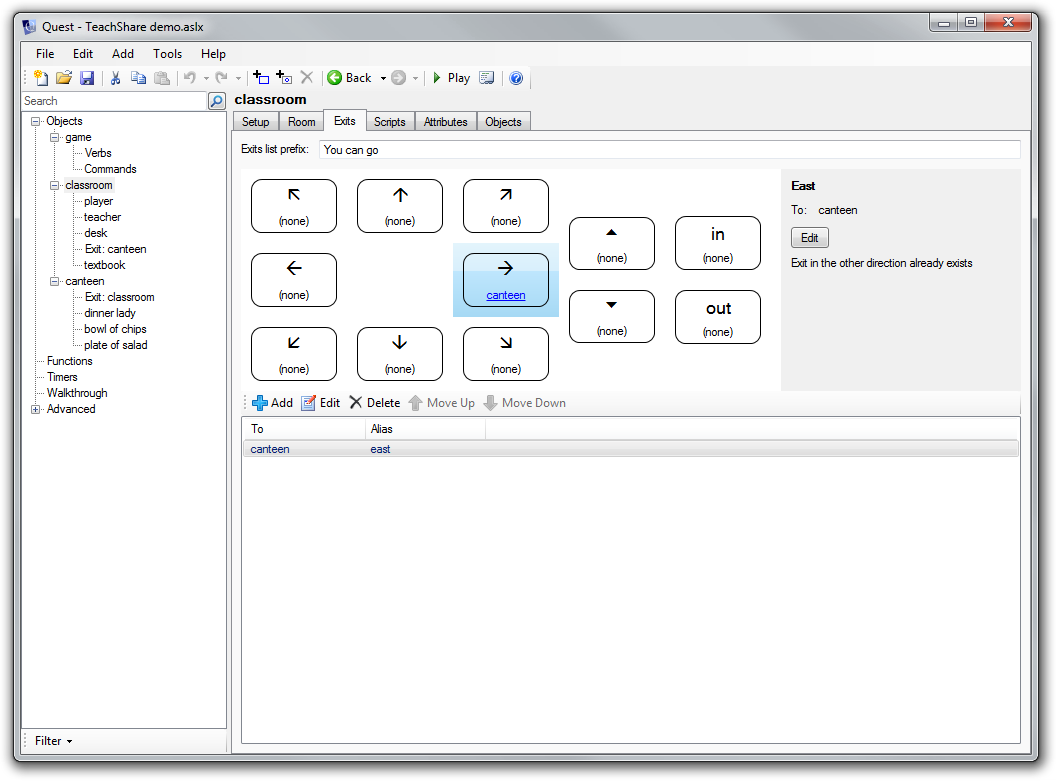 Quest - TeachShare demo.aslx
File Edit Add Tools Help
Back Play
Search
Objects
game
Verbs
Commands
classroom
player
teacher
desk
Exit: canteen
textbook
canteen
Exit: classroom
dinner lady
bowl of chips
plate of salad
Functions
Timers
Walkthrough
Advanced
Filter
classroom
Setup Room Exits Scripts Attributes Objects
Exits list prefix: You can go
(none) (none) (none)
(none) in (none)
(none) canteen
(none) out (none)
(none) (none) (none)
East
To: canteen
Edit
Exit in the other direction already exists
Add Edit Delete Move Up Move Down
To Alias
canteen east